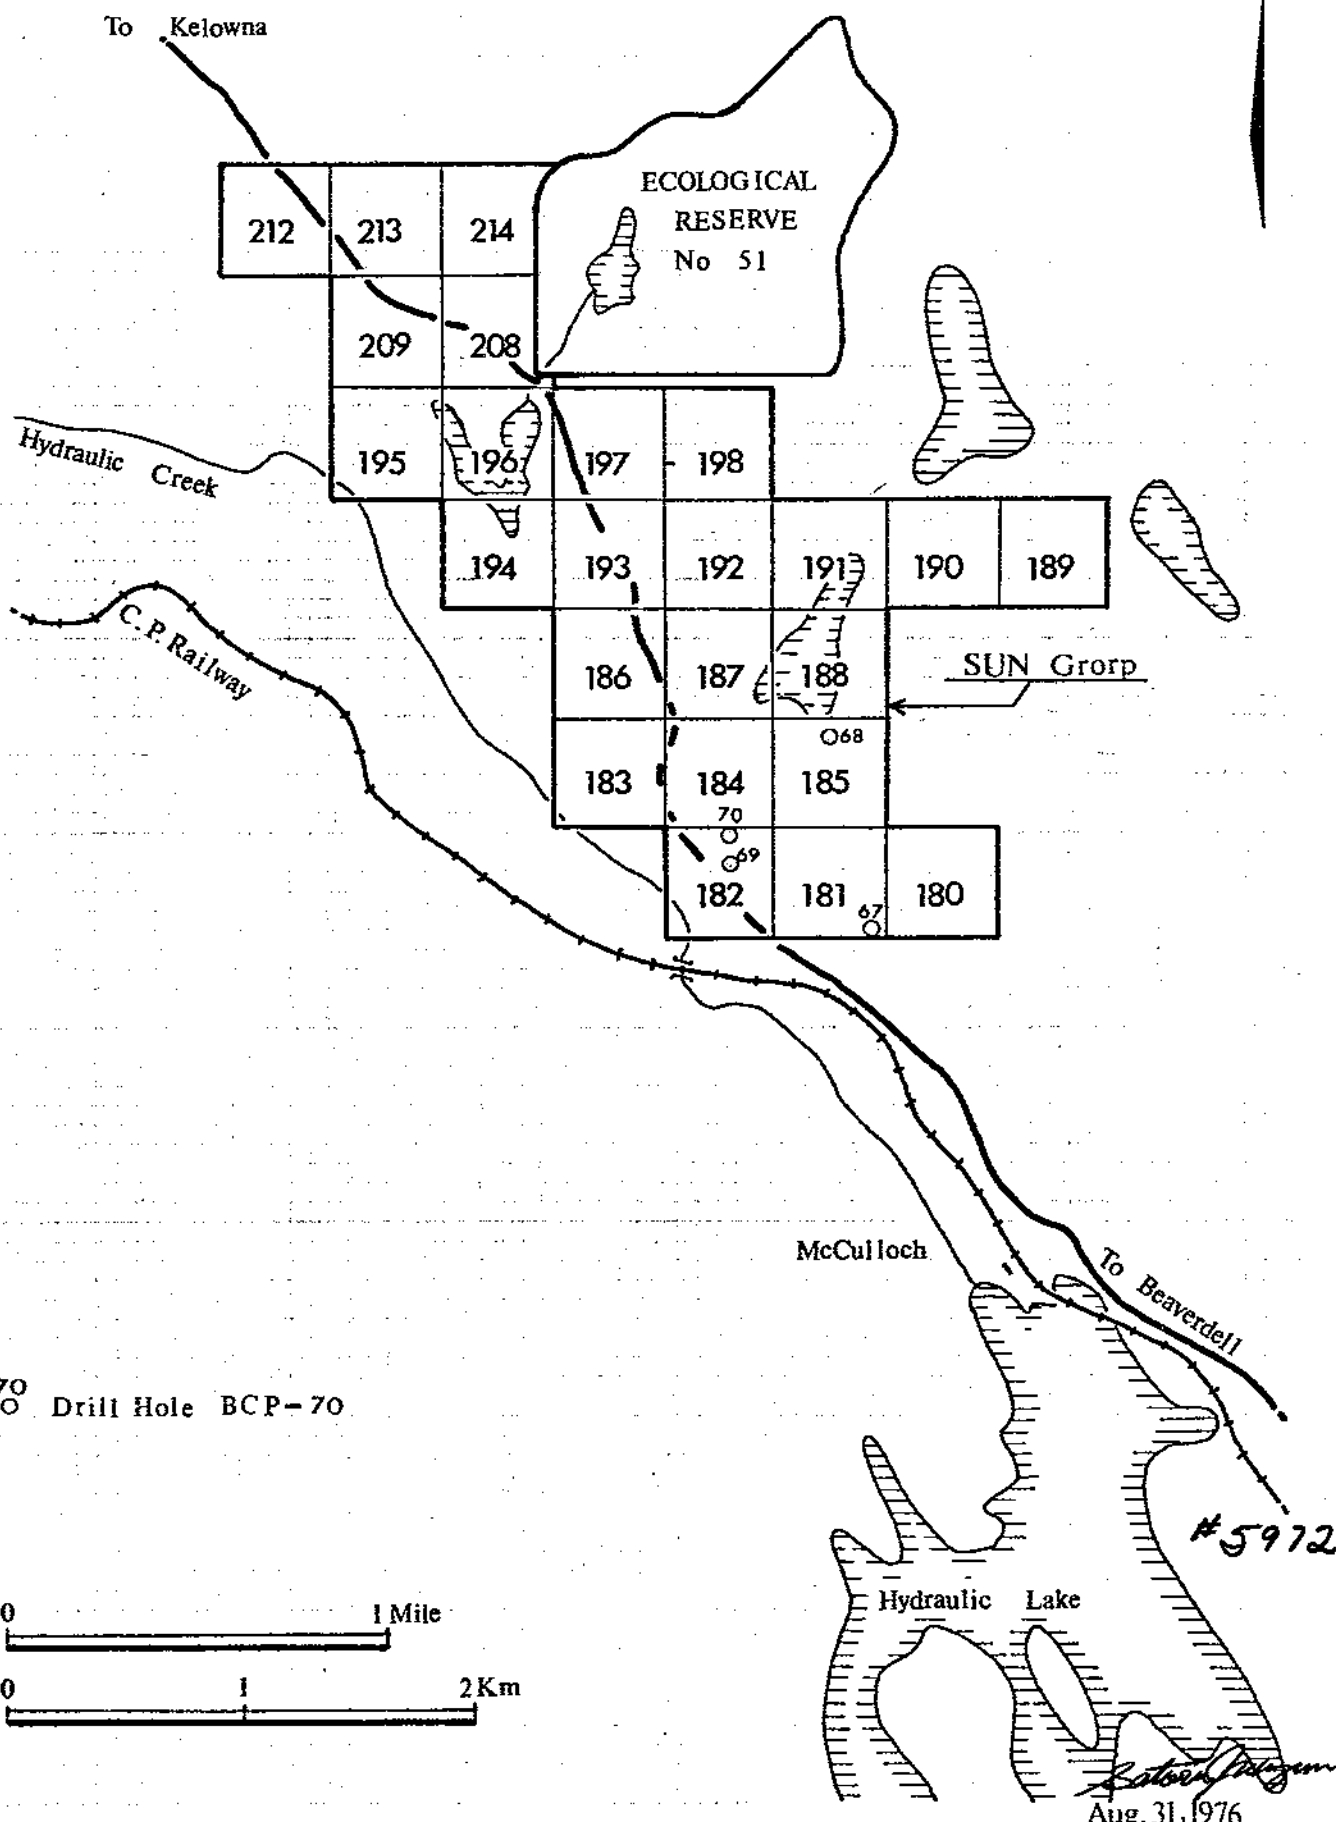 To Kelowna
ECOLOGICAL
RESERVE
No 51
212 213 214
209 208
Hydraulic Creek
195 196 197 198
194 193 192 191 190 189
C.P. Railway
186 187 188
SUN Grorp
68
183 184 185
70
69
182 181 180
67
McCulloch
To Beaverdell
70
Drill Hole BCP-70
#5972
Hydraulic Lake
0 1 Mile
0 1 2 Km
Aug. 31, 1976